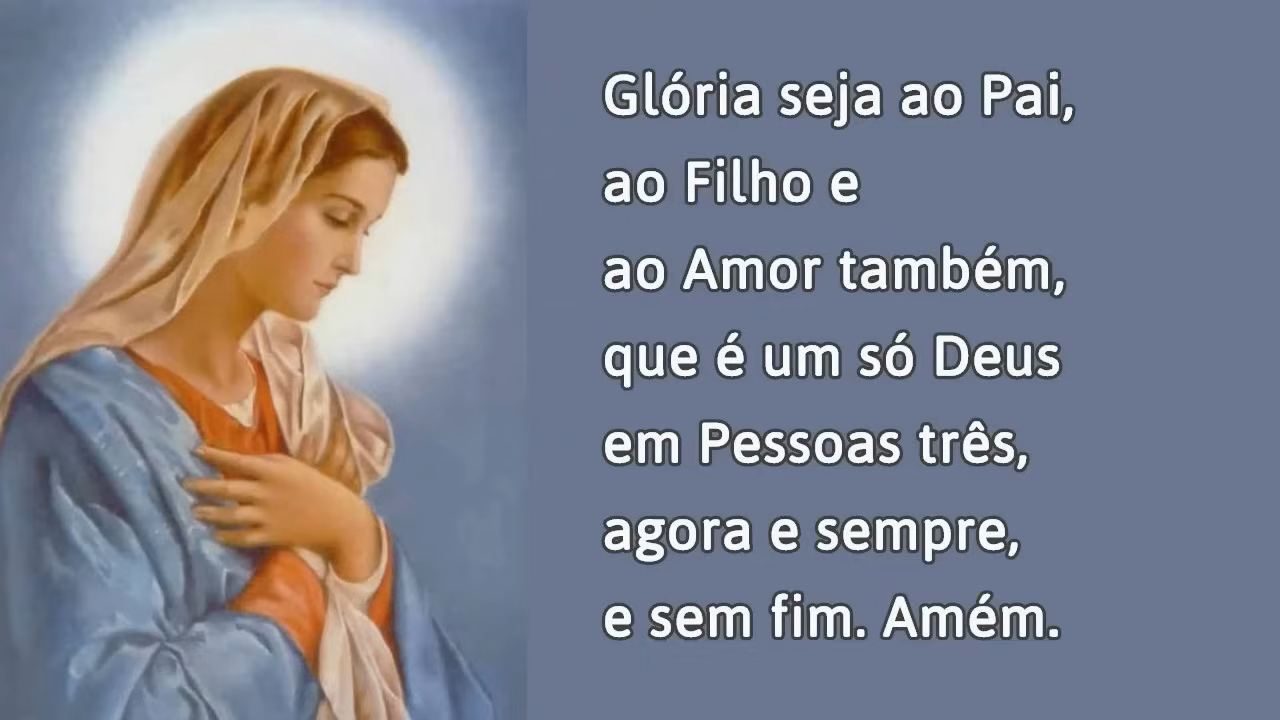 Glória seja ao Pai,
ao Filho e
ao Amor também,
que é um só Deus
em Pessoas três,
agora e sempre,
e sem fim. Amém.